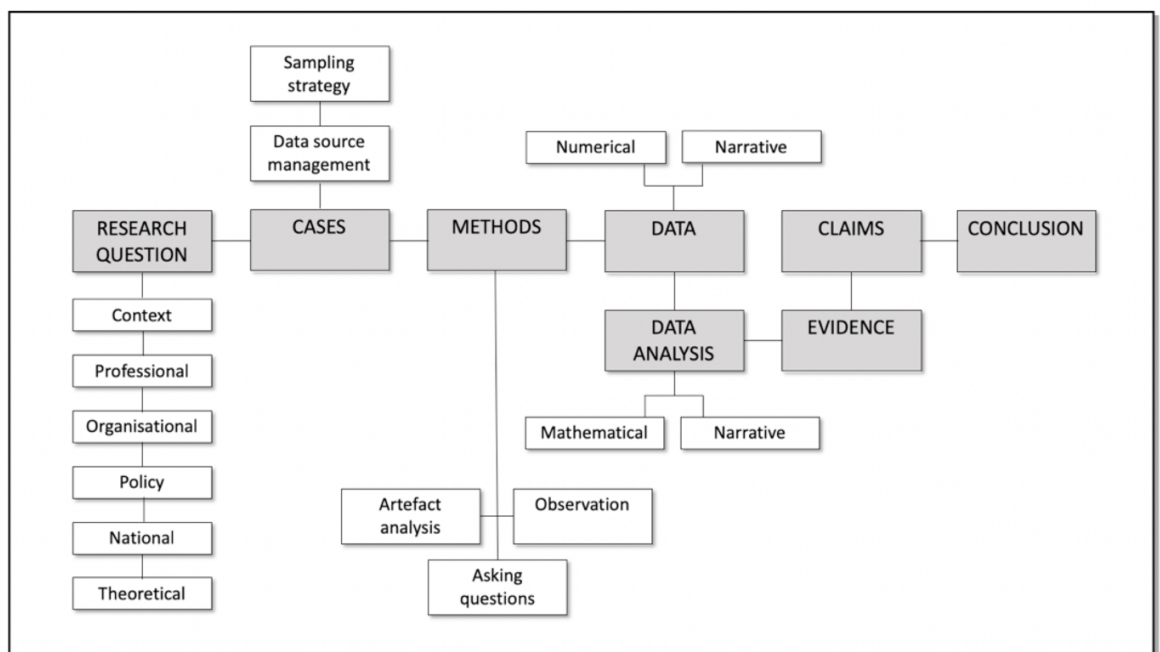 Sampling
strategy
Data source
management
Numerical
Narrative
RESEARCH
QUESTION
CASES
METHODS
DATA
CLAIMS
CONCLUSION
Context
Professional
Organisational
Policy
National
Theoretical
DATA
ANALYSIS
EVIDENCE
Mathematical
Narrative
Artefact
analysis
Observation
Asking
questions